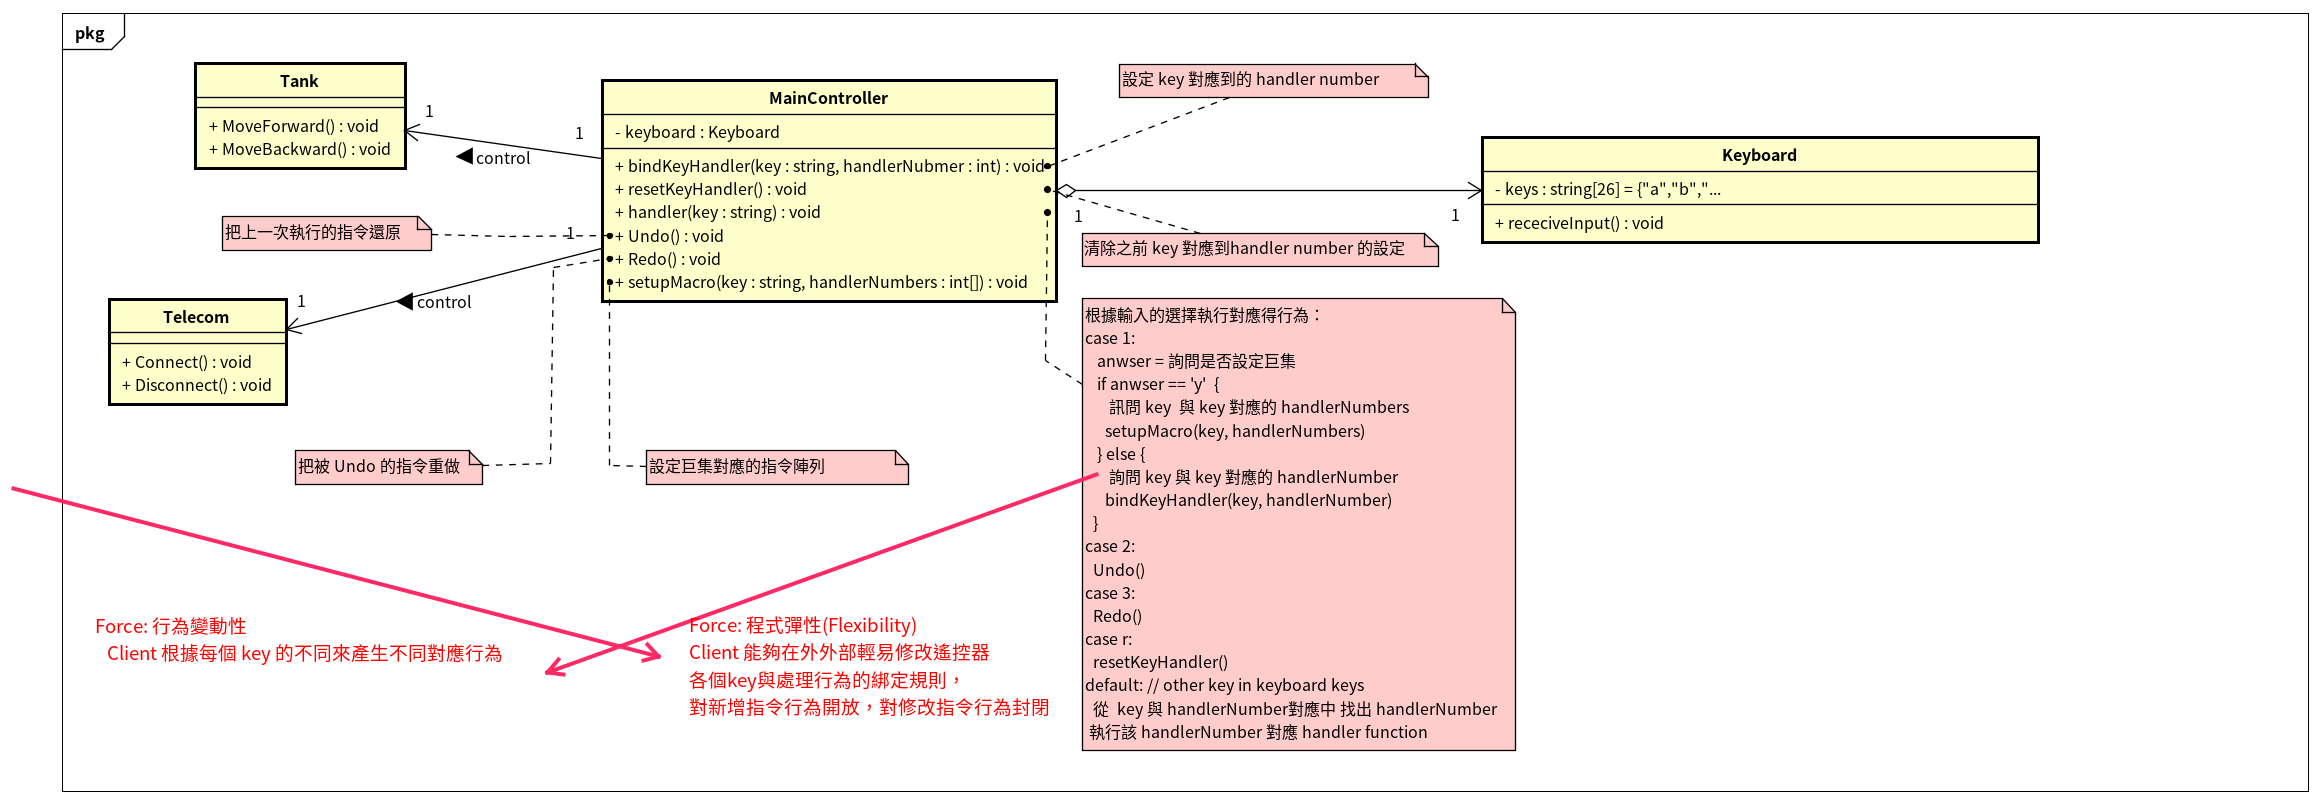 pkg
Tank
+ MoveForward() : void
+ MoveBackward() : void
1
1
control
MainController
- keyboard : Keyboard
+ bindKeyHandler(key : string, handlerNubmer : int) : void
+ resetKeyHandler() : void
+ handler(key : string) : void
+ Undo() : void
+ Redo() : void
+ setupMacro(key : string, handlerNumbers : int[]) : void
設定 key 對應到的 handler number
Keyboard
- keys : string[26] = {"a","b","...
+ receciveInput() : void
1
1
清除之前 key 對應到handler number 的設定
把上一次執行的指令還原
1
1
control
Telecom
+ Connect() : void
+ Disconnect() : void
把被 Undo 的指令重做
設定巨集對應的指令陣列
根據輸入的選擇執行對應得行為：
case 1:
anwser = 詢問是否設定巨集
if anwser == 'y' {
訊問 key 與 key 對應的 handlerNumbers
setupMacro(key, handlerNumbers)
} else {
詢問 key 與 key 對應的 handlerNumber
bindKeyHandler(key, handlerNumber)
}
case 2:
Undo()
case 3:
Redo()
case r:
resetKeyHandler()
default: // other key in keyboard keys
從 key 與 handlerNumber對應中 找出 handlerNumber
執行該 handlerNumber 對應 handler function
Force: 行為變動性
Client 根據每個 key 的不同來產生不同對應行為
Force: 程式彈性(Flexibility)
Client 能夠在外外部輕易修改遙控器
各個key與處理行為的綁定規則，
對新增指令行為開放，對修改指令行為封閉